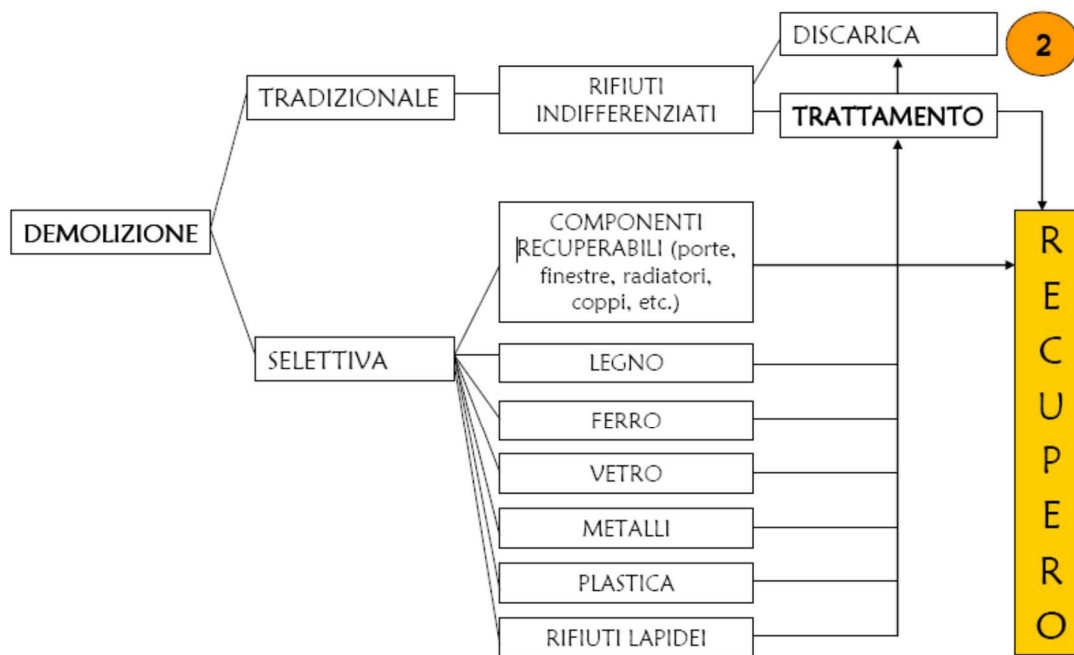 DISCARICA
2
TRADIZIONALE
RIFIUTI
INDIFFERENZIATI
TRATTAMENTO
DEMOLIZIONE
COMPONENTI
RECUPERABILI (porte,
finestre, radiatori,
coppi, etc.)
SELETTIVA
LEGNO
FERRO
VETRO
METALLI
PLASTICA
RIFIUTI LAPIDEI
R
E
C
U
P
E
R
O